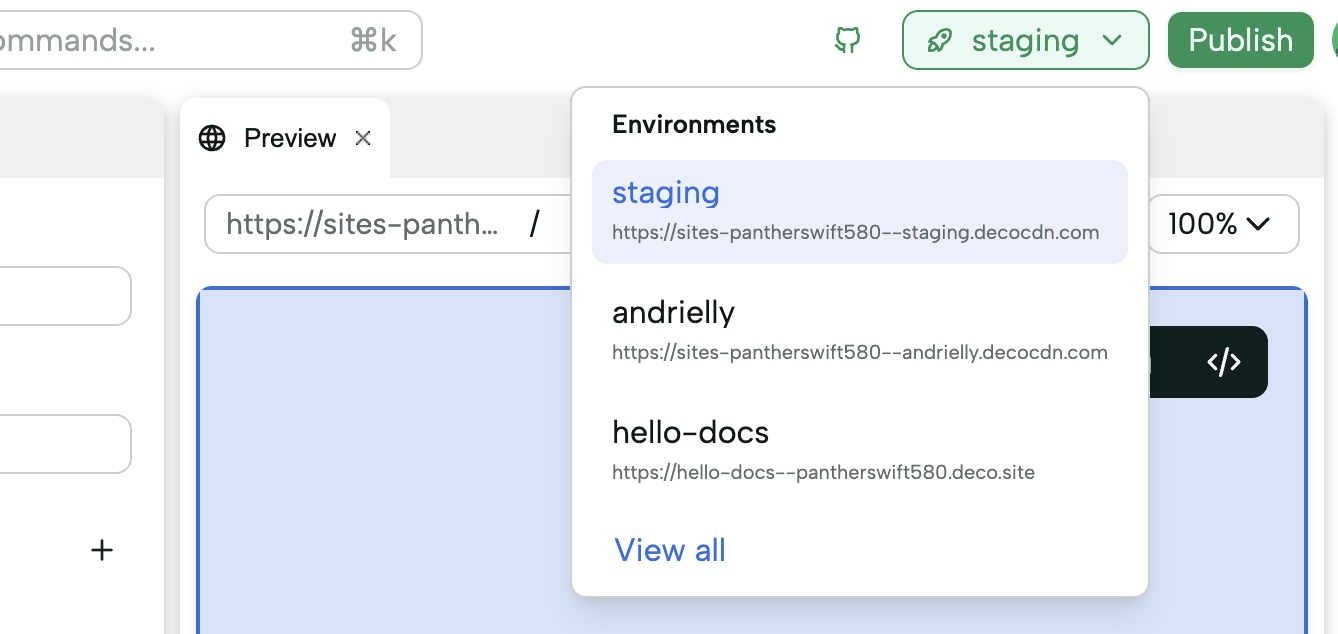 ommands...
⌘k
staging
Publish
Preview
https://sites-panth...
/
100%
Environments
staging
https://sites-pantherswift580--staging.decocdn.com
andrielly
https://sites-pantherswift580--andrielly.decocdn.com
hello-docs
https://hello-docs--pantherswift580.deco.site
View all